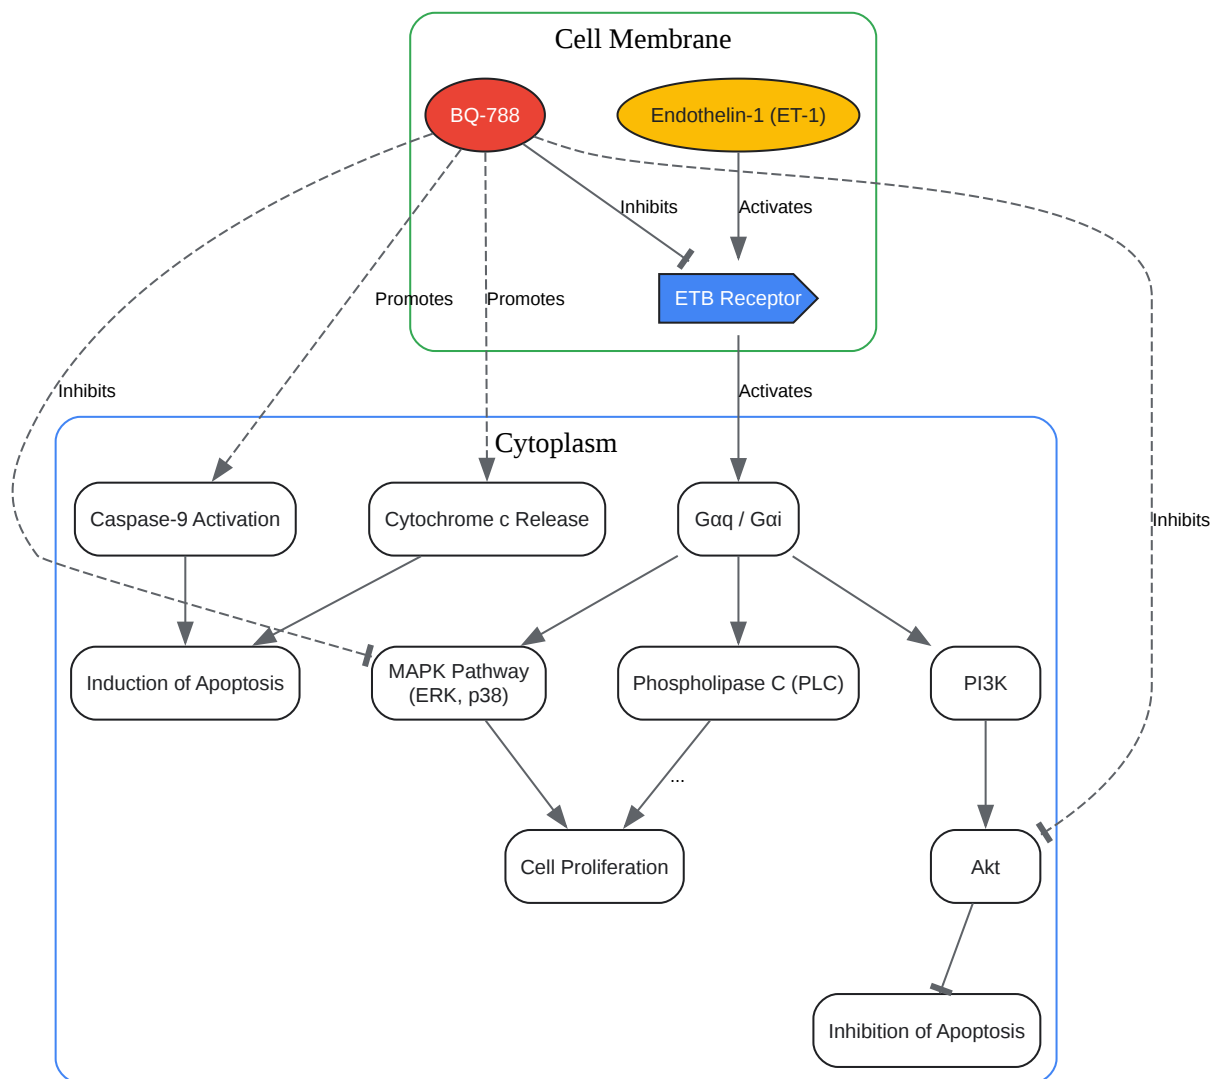 Cell Membrane
BQ-788
Endothelin-1 (ET-1)
Inhibits
Activates
ETB Receptor
Promotes
Promotes
Inhibits
Activates
Cytoplasm
Caspase-9 Activation
Cytochrome c Release
Gαq / Gαi
Inhibits
Induction of Apoptosis
MAPK Pathway
(ERK, p38)
Phospholipase C (PLC)
PI3K
...
Cell Proliferation
Akt
Inhibition of Apoptosis